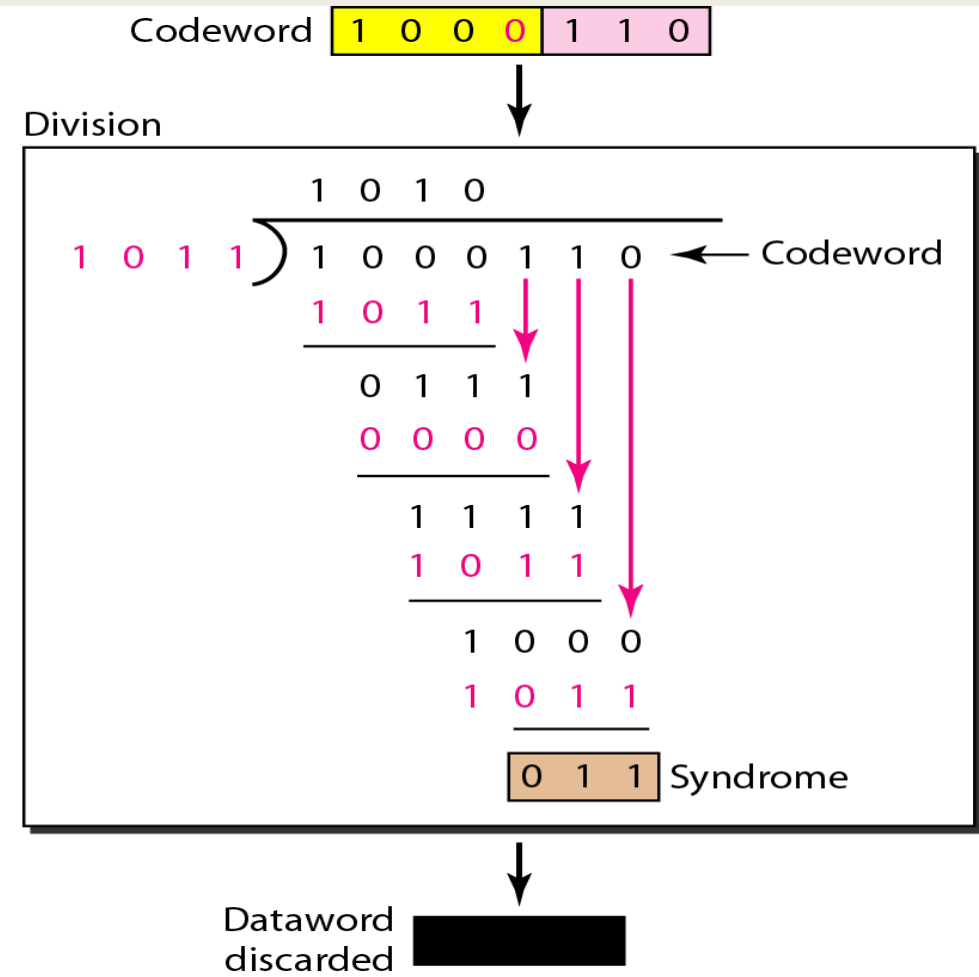 Codeword 1 0 0 0 1 1 0
Division
1 0 1 0
1 0 1 1 1 0 0 0 1 1 0 Codeword
1 0 1 1
0 1 1 1
0 0 0 0
1 1 1 1
1 0 1 1
1 0 0 0
1 0 1 1
0 1 1 Syndrome
Dataword
discarded